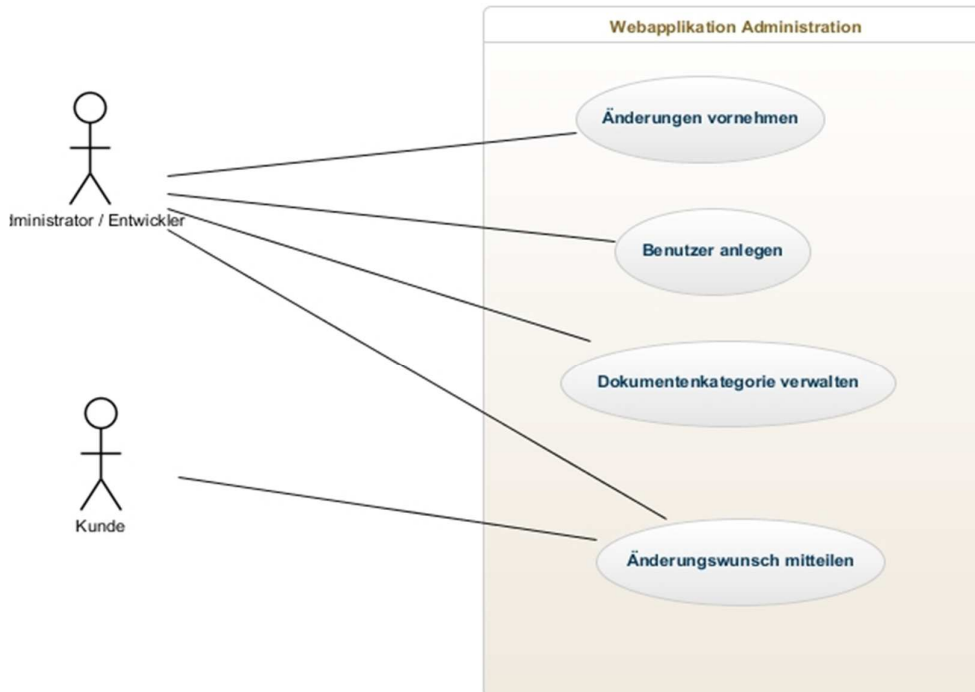 Webapplikation Administration
Änderungen vornehmen
dministrator / Entwickler
Benutzer anlegen
Dokumentenkategorie verwalten
Kunde
Änderungswunsch mitteilen